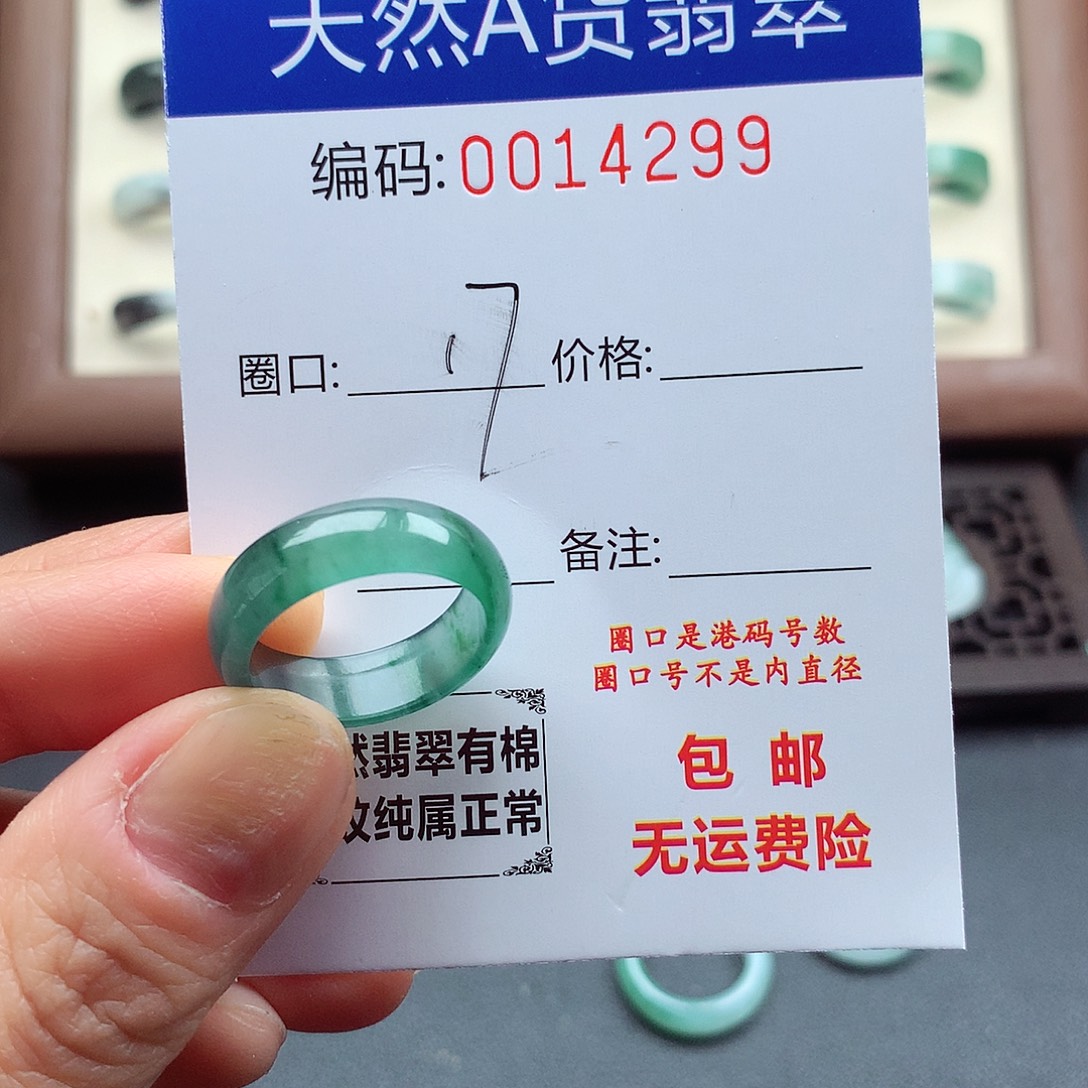 天然A货翡翠
编码: 0014299
圈口: 17 价格:
备注:
圈口是港码号数
圈口号不是内直径
然翡翠有棉
纹纯属正常
包 邮
无运费险